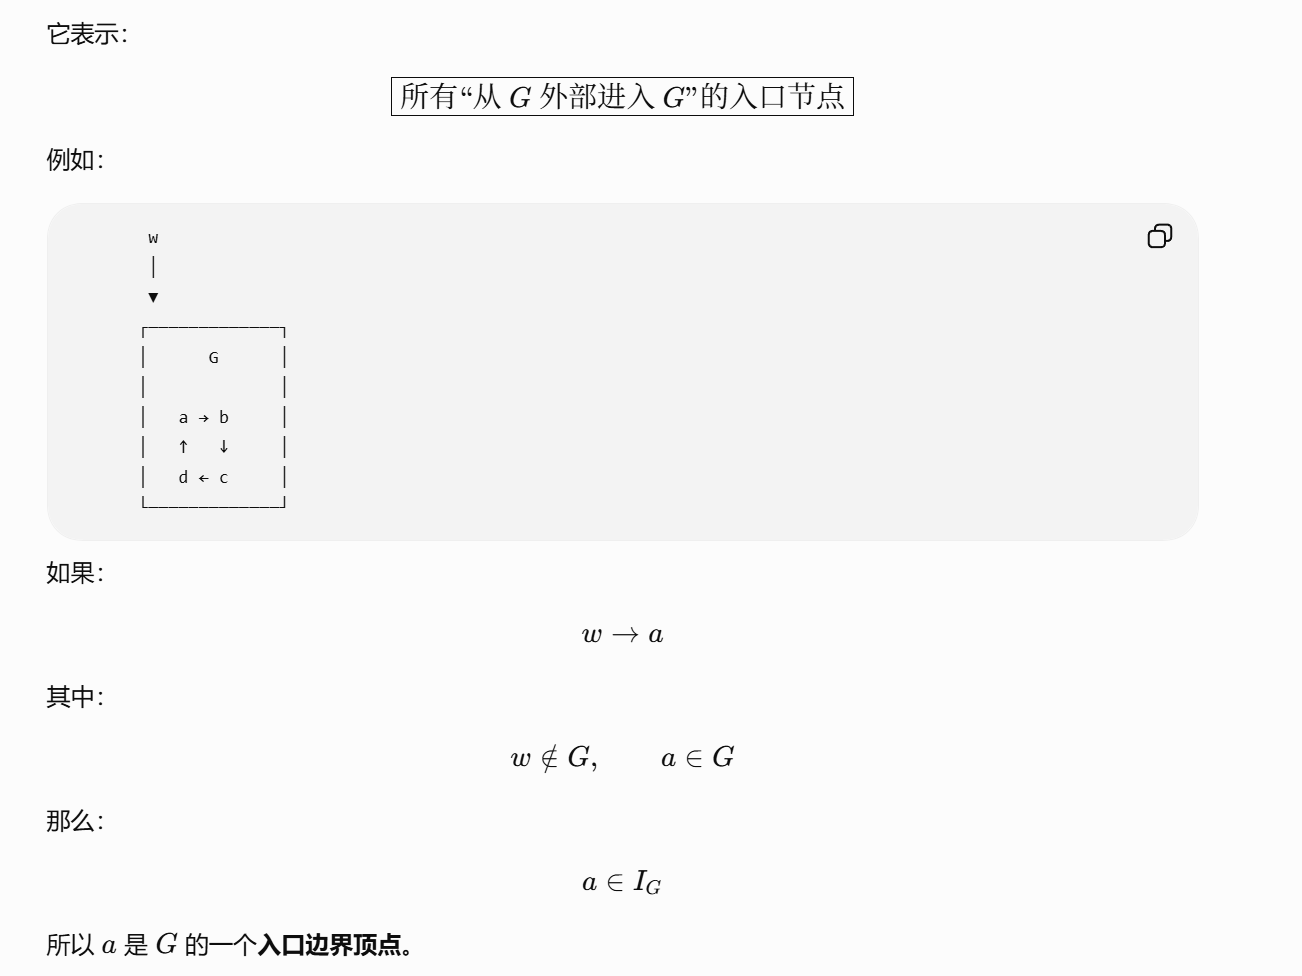 它表示：
所有“从 G 外部进入 G”的入口节点
例如：
w
│
▼
┌─────────────┐
│      G      │
│             │
│   a → b     │
│   ↑   ↓     │
│   d ← c     │
└─────────────┘
如果：
w → a
其中：
w ∉ G,  a ∈ G
那么：
a ∈ I_G
所以 a 是 G 的一个入口边界顶点。